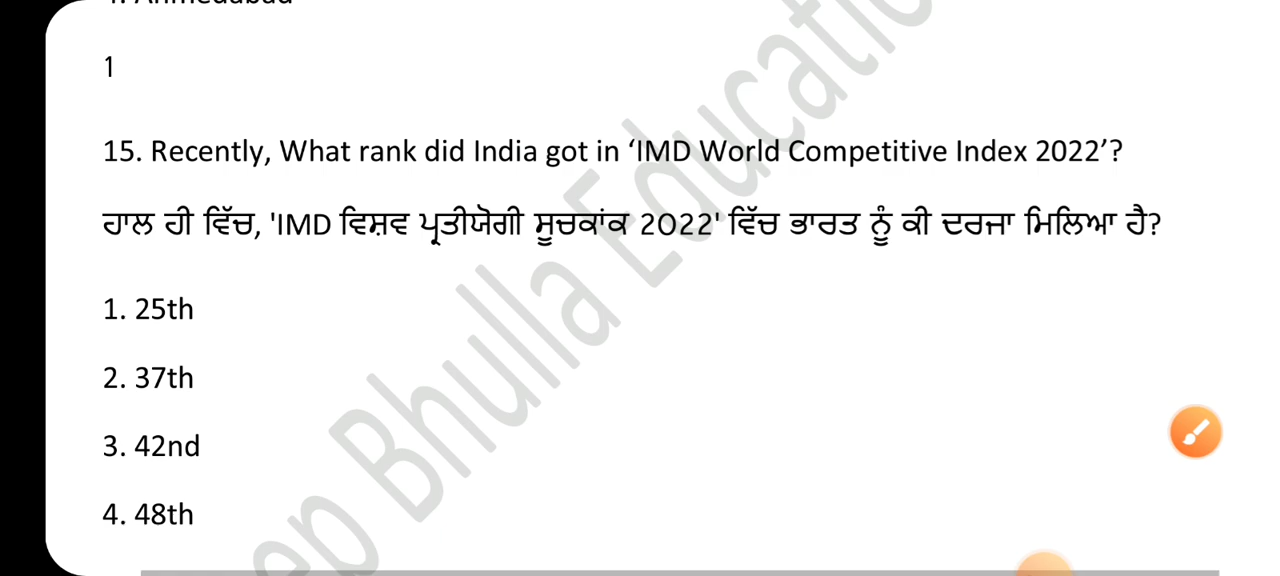 1
15. Recently, What rank did India got in ‘IMD World Competitive Index 2022’?
ਹਾਲ ਹੀ ਵਿੱਚ, 'IMD ਵਿਸ਼ਵ ਪ੍ਰਤੀਯੋਗੀ ਸੂਚਕਾਂਕ 2022' ਵਿੱਚ ਭਾਰਤ ਨੂੰ ਕੀ ਦਰਜਾ ਮਿਲਿਆ ਹੈ?
1. 25th
2. 37th
3. 42nd
4. 48th
Bhulla